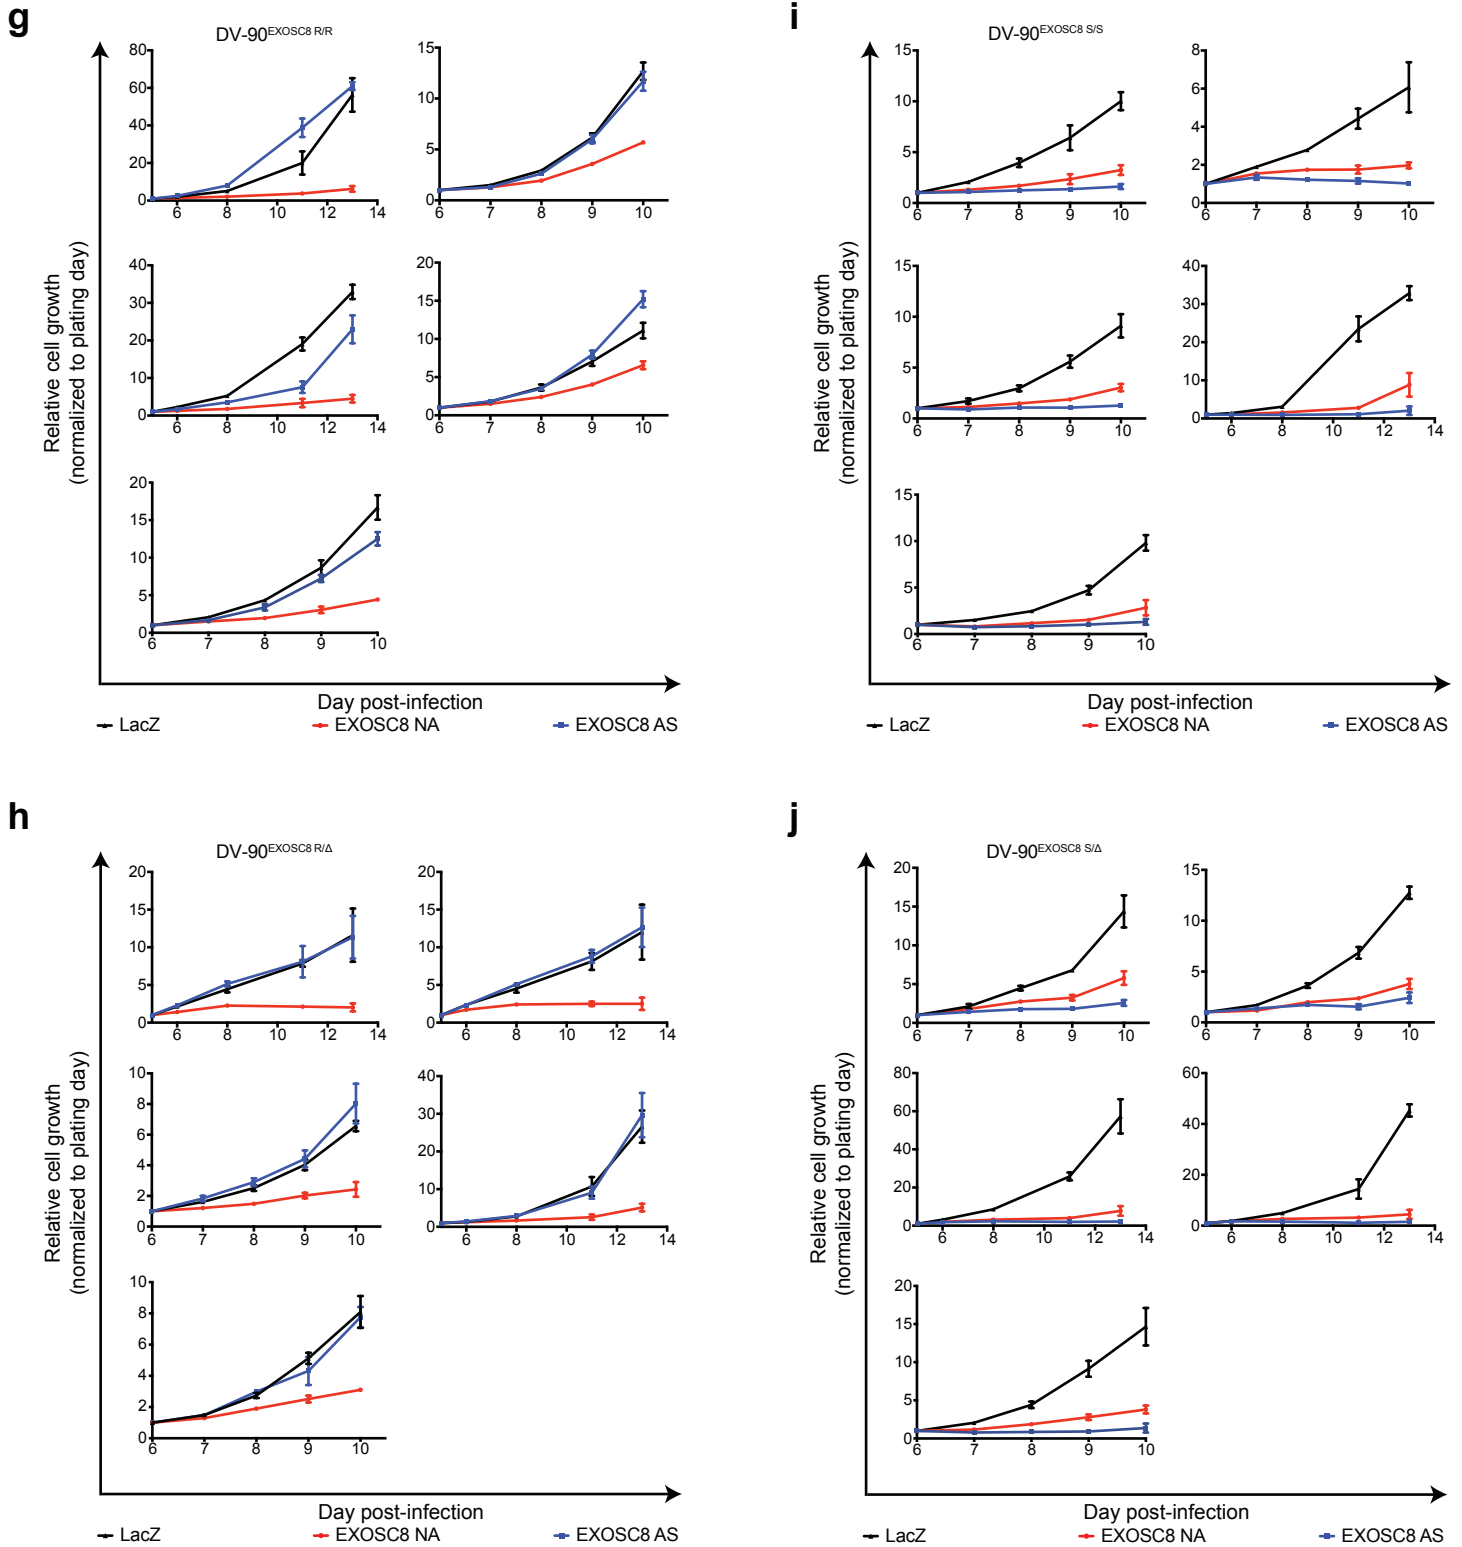 g
DV-90EXOSC8 R/R
80
60
40
20
0
6 8 10 12 14
15
10
5
0
6 7 8 9 10
40
30
20
10
0
6 8 10 12 14
20
15
10
5
0
6 7 8 9 10
20
15
10
5
0
6 7 8 9 10
Relative cell growth
(normalized to plating day)
Day post-infection
LacZ EXOSC8 NA EXOSC8 AS
i
DV-90EXOSC8 S/S
15
10
5
0
6 7 8 9 10
8
6
4
2
0
6 7 8 9 10
15
10
5
0
6 7 8 9 10
40
30
20
10
0
6 8 10 12 14
15
10
5
0
6 7 8 9 10
Relative cell growth
(normalized to plating day)
Day post-infection
LacZ EXOSC8 NA EXOSC8 AS
h
DV-90EXOSC8 R/Δ
20
15
10
5
0
6 8 10 12 14
20
15
10
5
0
6 8 10 12 14
10
8
6
4
2
0
6 7 8 9 10
40
30
20
10
0
6 8 10 12 14
10
8
6
4
2
0
6 7 8 9 10
Relative cell growth
(normalized to plating day)
Day post-infection
LacZ EXOSC8 NA EXOSC8 AS
j
DV-90EXOSC8 S/Δ
20
15
10
5
0
6 7 8 9 10
15
10
5
0
6 7 8 9 10
80
60
40
20
0
6 8 10 12 14
60
40
20
0
6 8 10 12 14
20
15
10
5
0
6 7 8 9 10
Relative cell growth
(normalized to plating day)
Day post-infection
LacZ EXOSC8 NA EXOSC8 AS